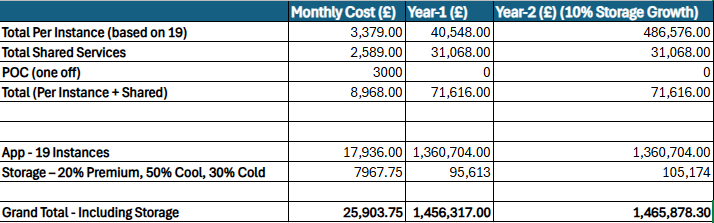 Monthly Cost (£) Year-1 (£) Year-2 (£) (10% Storage Growth)
Total Per Instance (based on 19) 3,379.00 40,548.00 486,576.00
Total Shared Services 2,589.00 31,068.00 31,068.00
POC (one off) 3000 0 0
Total (Per Instance + Shared) 8,968.00 71,616.00 71,616.00
App - 19 Instances 17,936.00 1,360,704.00 1,360,704.00
Storage – 20% Premium, 50% Cool, 30% Cold 7967.75 95,613 105,174
Grand Total - Including Storage 25,903.75 1,456,317.00 1,465,878.30